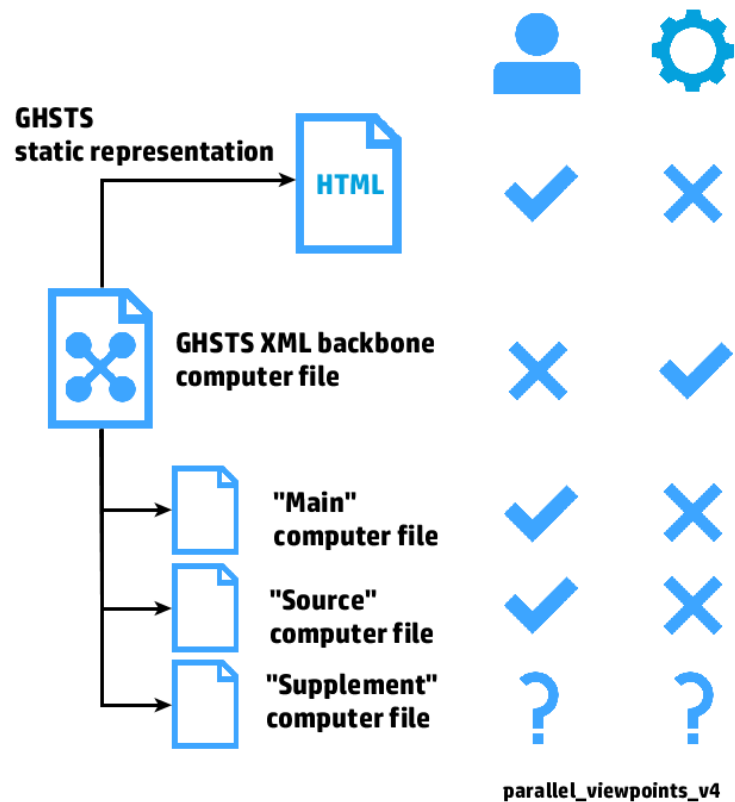 GHSTS
static representation
HTML
GHSTS XML backbone
computer file
"Main"
computer file
"Source"
computer file
"Supplement"
computer file
? ?
parallel_viewpoints_v4